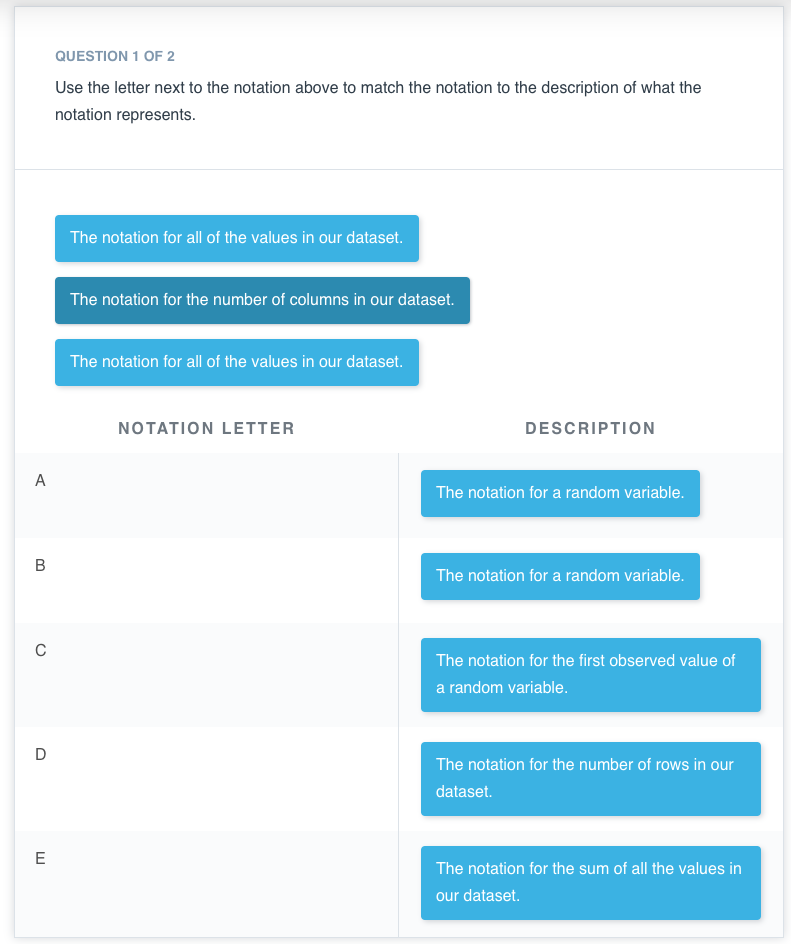 QUESTION 1 OF 2
Use the letter next to the notation above to match the notation to the description of what the
notation represents.
The notation for all of the values in our dataset.
The notation for the number of columns in our dataset.
The notation for all of the values in our dataset.
NOTATION LETTER
DESCRIPTION
A
The notation for a random variable.
B
The notation for a random variable.
C
The notation for the first observed value of
a random variable.
D
The notation for the number of rows in our
dataset.
E
The notation for the sum of all the values in
our dataset.